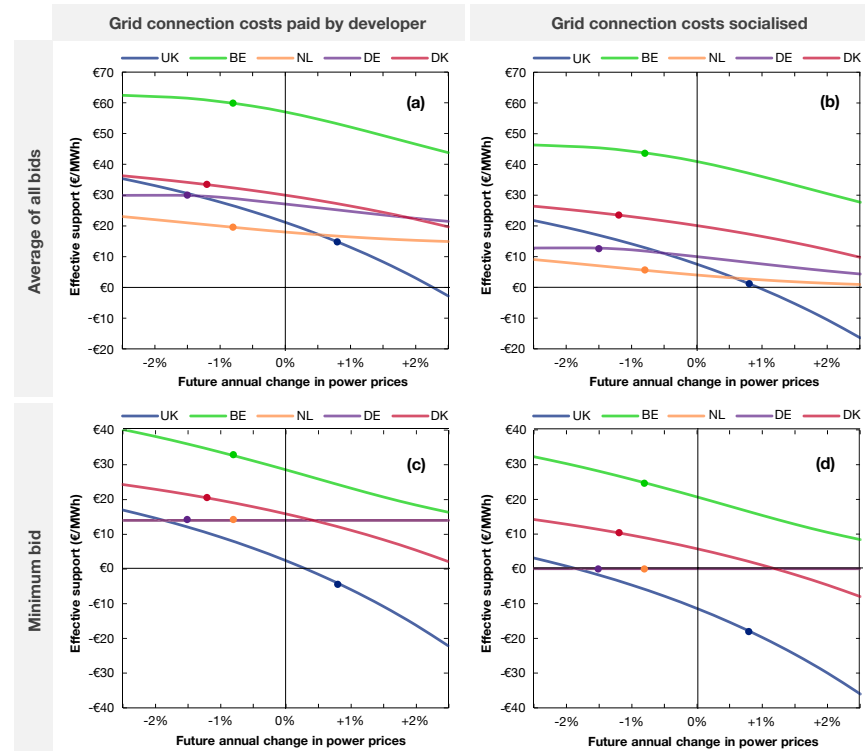 Grid connection costs paid by developer
Grid connection costs socialised
Average of all bids
Minimum bid
UK BE NL DE DK
(a)
Effective support (€/MWh)
€70
€60
€50
€40
€30
€20
€10
€0
-€10
-€20
-2% -1% 0% +1% +2%
Future annual change in power prices
UK BE NL DE DK
(b)
Effective support (€/MWh)
€70
€60
€50
€40
€30
€20
€10
€0
-€10
€20
-2% -1% 0% +1% +2%
Future annual change in power prices
UK BE NL DE DK
(c)
Effective support (€/MWh)
€40
€30
€20
€10
€0
-€10
-€20
-€30
-€40
-2% -1% 0% +1% +2%
Future annual change in power prices
UK BE NL DE DK
(d)
Effective support (€/MWh)
€40
€30
€20
€10
€0
-€10
-€20
-€30
-€40
-2% -1% 0% +1% +2%
Future annual change in power prices